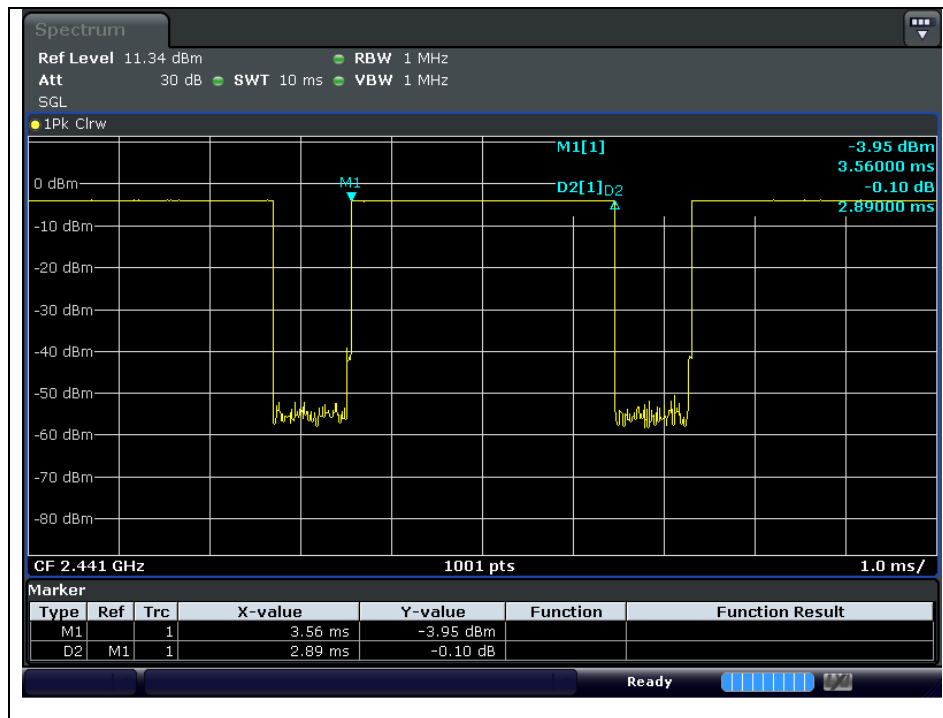 Spectrum
Ref Level 11.34 dBm RBW 1 MHz
Att 30 dB SWT 10 ms VBW 1 MHz
SGL
1Pk Clrw
M1[1] -3.95 dBm
3.56000 ms
0 dBm M1 D2[1] D2 -0.10 dB
2.89000 ms
-10 dBm
-20 dBm
-30 dBm
-40 dBm
-50 dBm
-60 dBm
-70 dBm
-80 dBm
CF 2.441 GHz 1001 pts 1.0 ms/
Marker
Type Ref Trc X-value Y-value Function Function Result
M1 1 3.56 ms -3.95 dBm
D2 M1 1 2.89 ms -0.10 dB
Ready